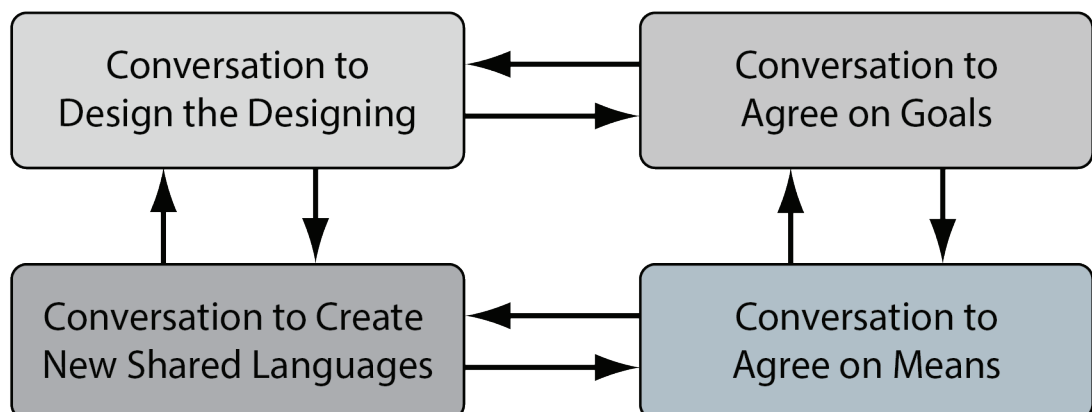 Conversation to
Design the Designing
Conversation to
Agree on Goals
Conversation to Create
New Shared Languages
Conversation to
Agree on Means